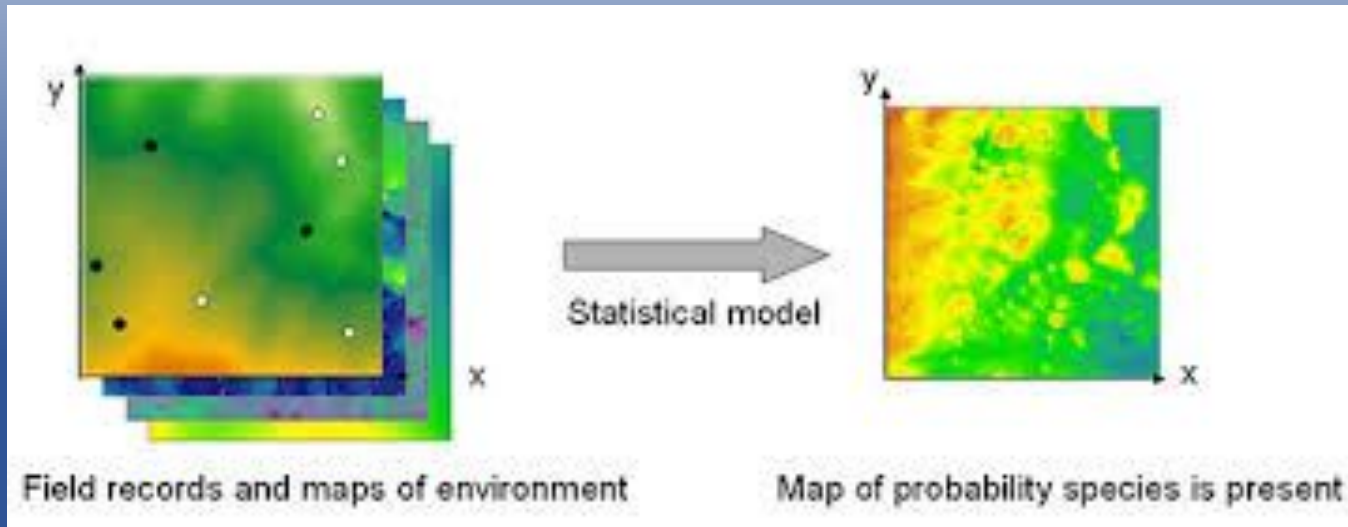 y
x
Statistical model
y
x
Field records and maps of environment
Map of probability species is present